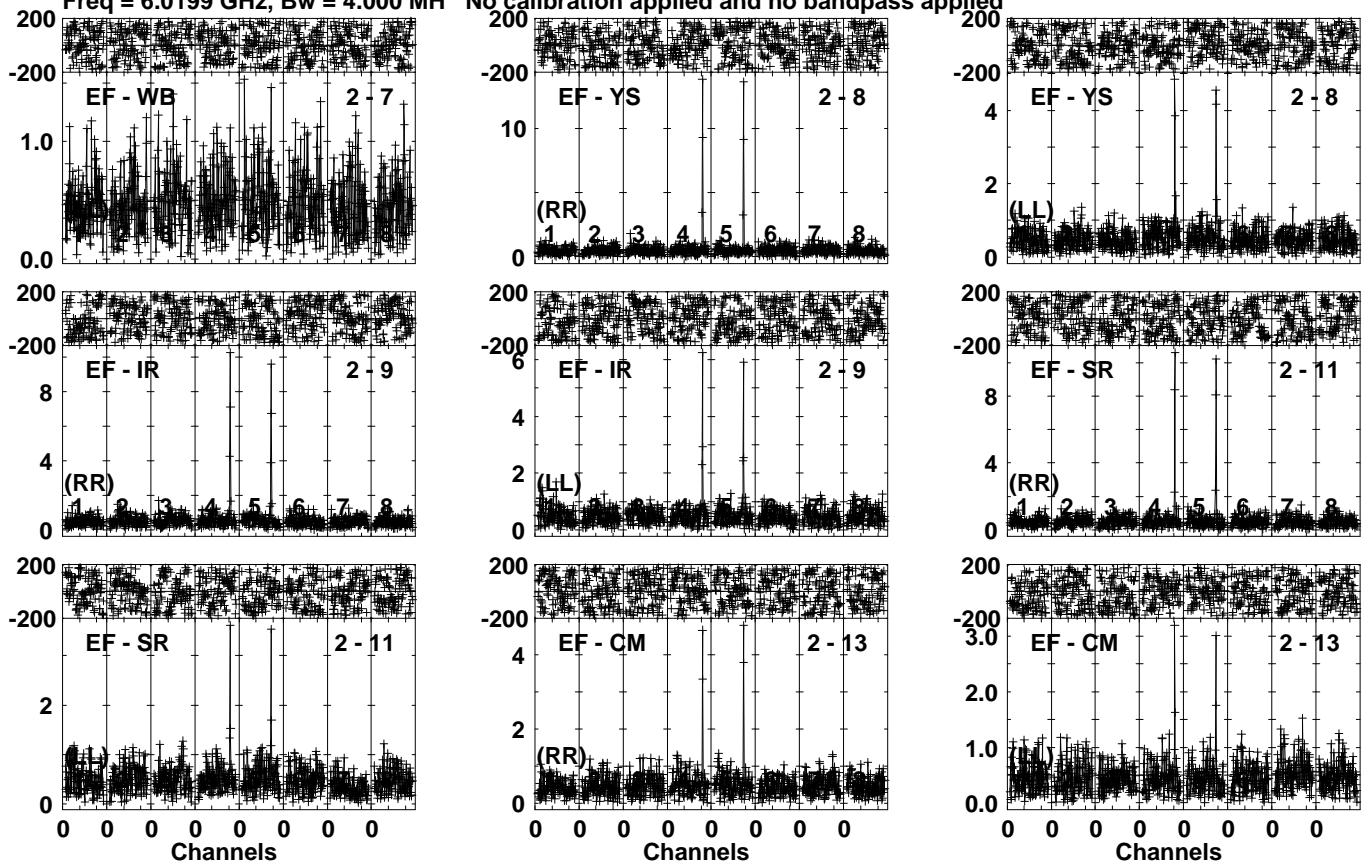 Freq = 6.0199 GHz, Bw = 4.000 MH No calibration applied and no bandpass applied
200 200 200
-200 -200 -200
EF - WB 2 - 7 EF - YS 2 - 8 EF - YS 2 - 8
1.0 10 4
2
(RR) (LL)
1 2 3 4 5 6 7 8
0.0 0 0
200 200 200
-200 -200 -200
EF - IR 2 - 9 EF - IR 2 - 9 EF - SR 2 - 11
8 6 8
4 4 4
2
(RR) (LL) (RR)
1 2 3 4 5 6 7 8 1 2 3 4 5 6 7 8
0 0 0
200 200 200
-200 -200 -200
EF - SR 2 - 11 EF - CM 2 - 13 EF - CM 2 - 13
2 4 3.0
2 2.0
1.0
(LL) (RR) (LL)
0 0 0.0
0 0 0 0 0 0 0 0 0 0 0 0 0 0 0 0 0 0 0 0 0 0 0 0
Channels Channels Channels